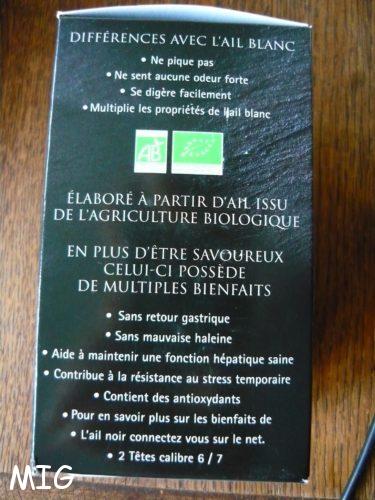 DIFFÉRENCES AVEC L'AIL BLANC
• Ne pique pas
• Ne sent aucune odeur forte
• Se digère facilement
• Multiplie les propriétés de l'ail blanc
AB
ÉLABORÉ À PARTIR D'AIL ISSU
DE L'AGRICULTURE BIOLOGIQUE
EN PLUS D'ÊTRE SAVOUREUX
CELUI-CI POSSÈDE
DE MULTIPLES BIENFAITS
• Sans retour gastrique
• Sans mauvaise haleine
• Aide à maintenir une fonction hépatique saine
• Contribue à la résistance au stress temporaire
• Contient des antioxydants
• Pour en savoir plus sur les bienfaits de
• L'ail noir connectez vous sur le net.
• 2 Têtes calibre 6 / 7
MIG